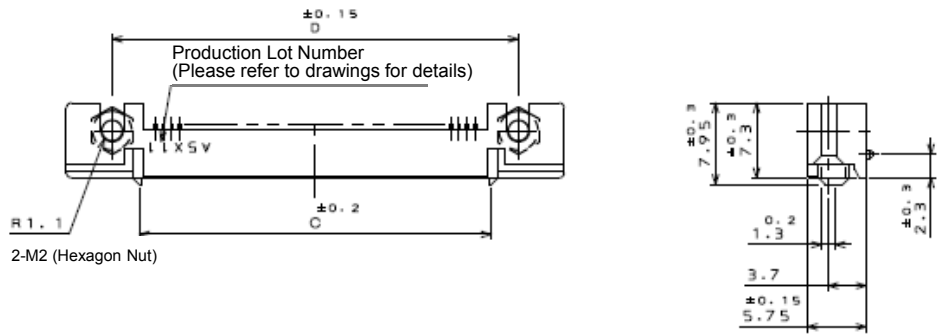 ±0.15
D
Production Lot Number
(Please refer to drawings for details)
A5X11
±0.2
C
R1.1
2-M2 (Hexagon Nut)
±0.3
7.95
±0.3
7.3
±0.3
2.3
0.2
1.3
3.7
±0.15
5.75